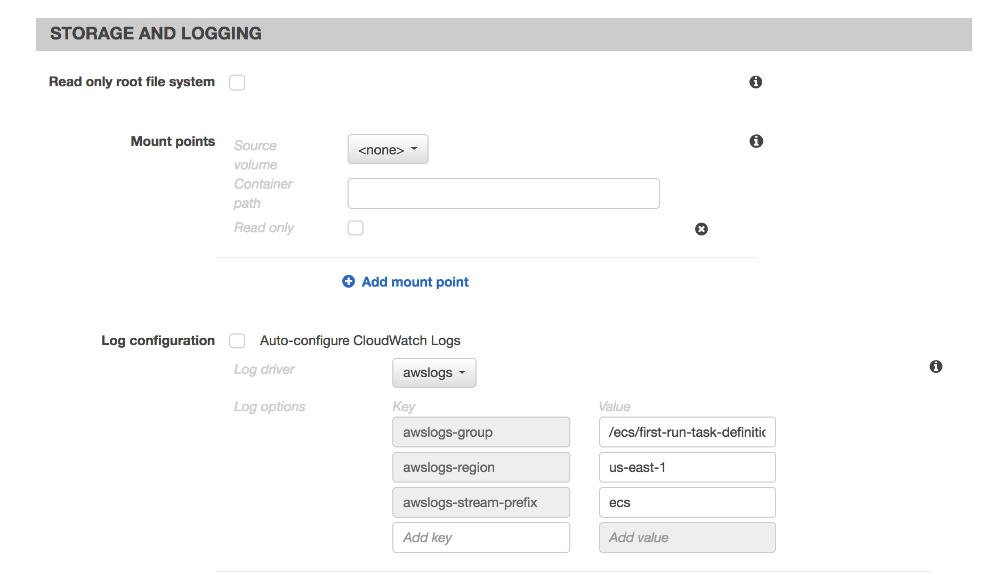 STORAGE AND LOGGING
Read only root file system
Mount points
Source
volume
<none>
Container
path
Read only
Add mount point
Log configuration
Auto-configure CloudWatch Logs
Log driver
awslogs
Log options
Key
Value
awslogs-group
/ecs/first-run-task-definitic
awslogs-region
us-east-1
awslogs-stream-prefix
ecs
Add key
Add value